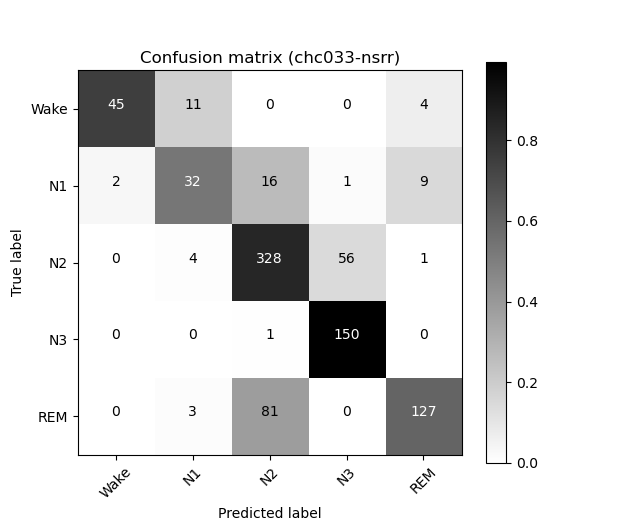 Confusion matrix (chc033-nsrr)
Wake 45 11 0 0 4
N1 2 32 16 1 9
N2 0 4 328 56 1
N3 0 0 1 150 0
REM 0 3 81 0 127
Wake N1 N2 N3 REM
Predicted label
True label
0.8
0.6
0.4
0.2
0.0